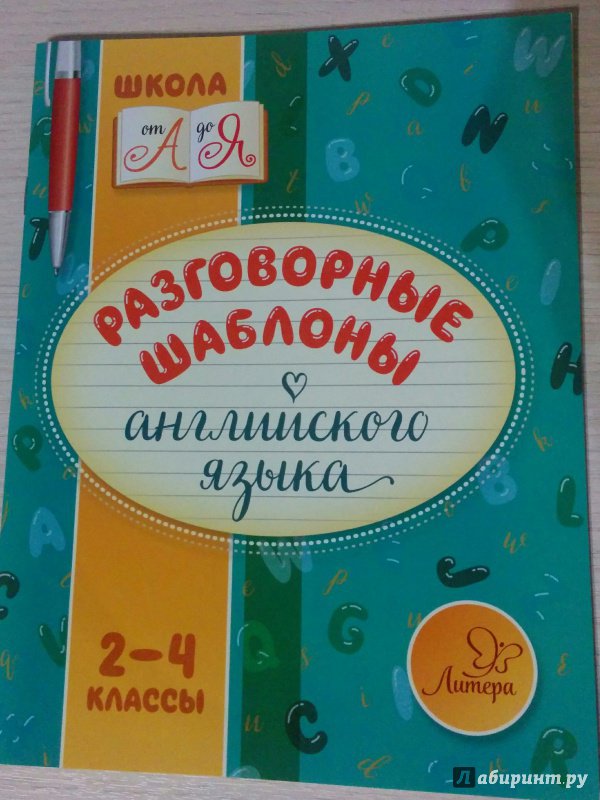 ШКОЛА
от А до Я
РАЗГОВОРНЫЕ
ШАБЛОНЫ
английского
языка
2–4
КЛАССЫ
Литера
Лабиринт.ру